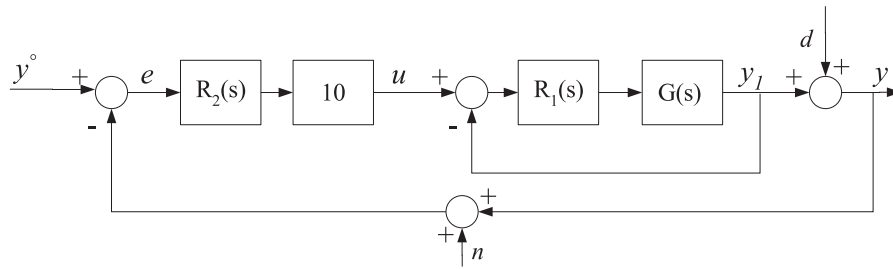 d
y° + e R₂(s) 10 u + R₁(s) G(s) y₁ + + y
- -
+
+
n